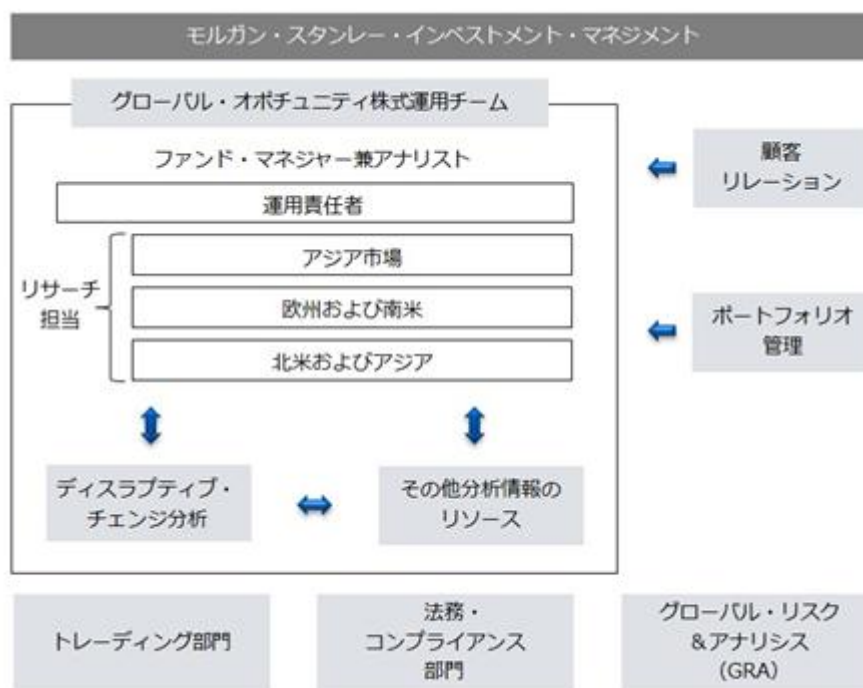 モルガン・スタンレー・インベストメント・マネジメント
グローバル・オポチュニティ株式運用チーム
ファンド・マネジャー兼アナリスト
運用責任者
リサーチ
担当
アジア市場
欧州および南米
北米およびアジア
ディスラプティブ・
チェンジ分析
その他分析情報の
リソース
顧客
リレーション
ポートフォリオ
管理
トレーディング部門
法務・
コンプライアンス
部門
グローバル・リスク
&アナリシス
(GRA)